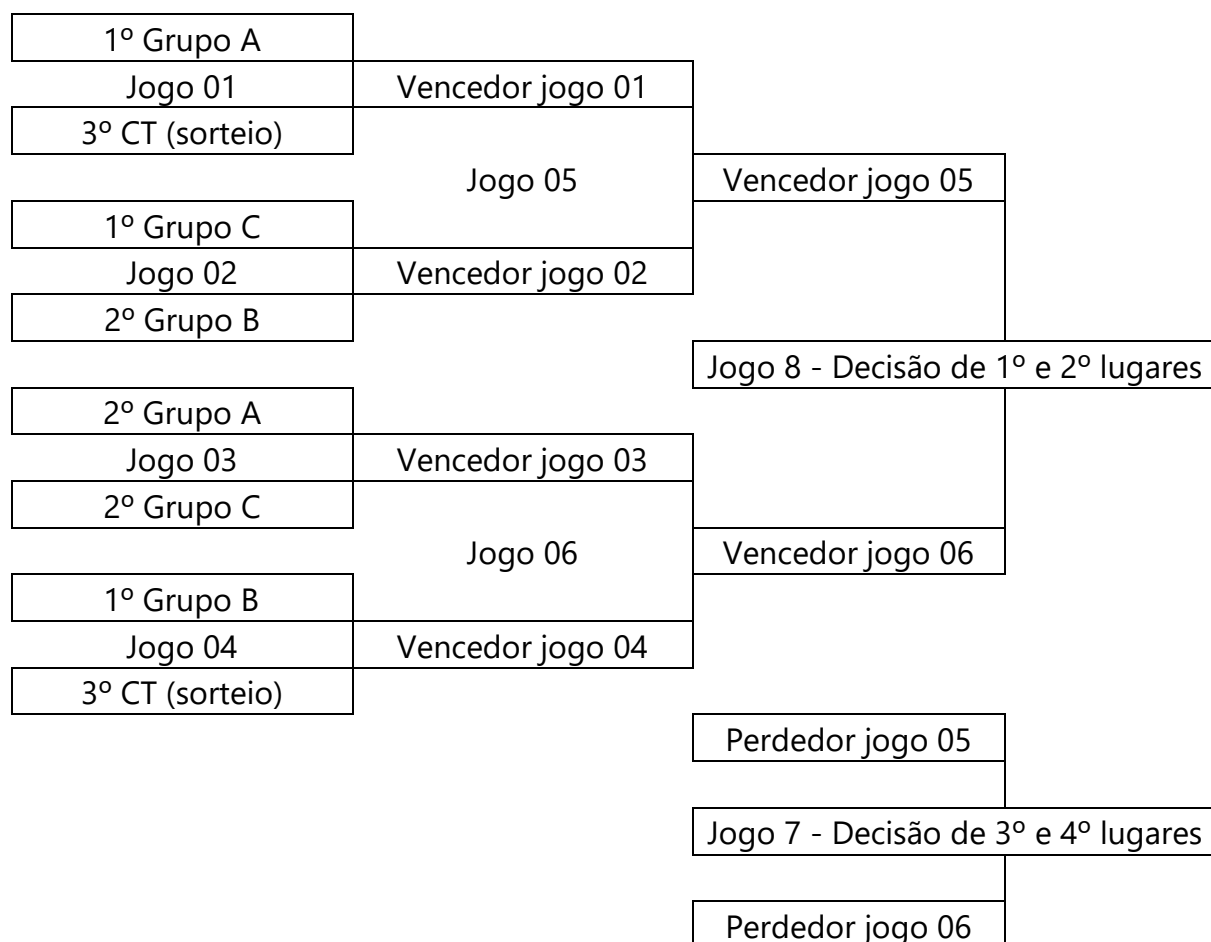 1º Grupo A
Jogo 01
Vencedor jogo 01
3º CT (sorteio)
Jogo 05
Vencedor jogo 05
1º Grupo C
Jogo 02
Vencedor jogo 02
2º Grupo B
Jogo 8 - Decisão de 1º e 2º lugares
2º Grupo A
Jogo 03
Vencedor jogo 03
2º Grupo C
Jogo 06
Vencedor jogo 06
1º Grupo B
Jogo 04
Vencedor jogo 04
3º CT (sorteio)
Perdedor jogo 05
Jogo 7 - Decisão de 3º e 4º lugares
Perdedor jogo 06